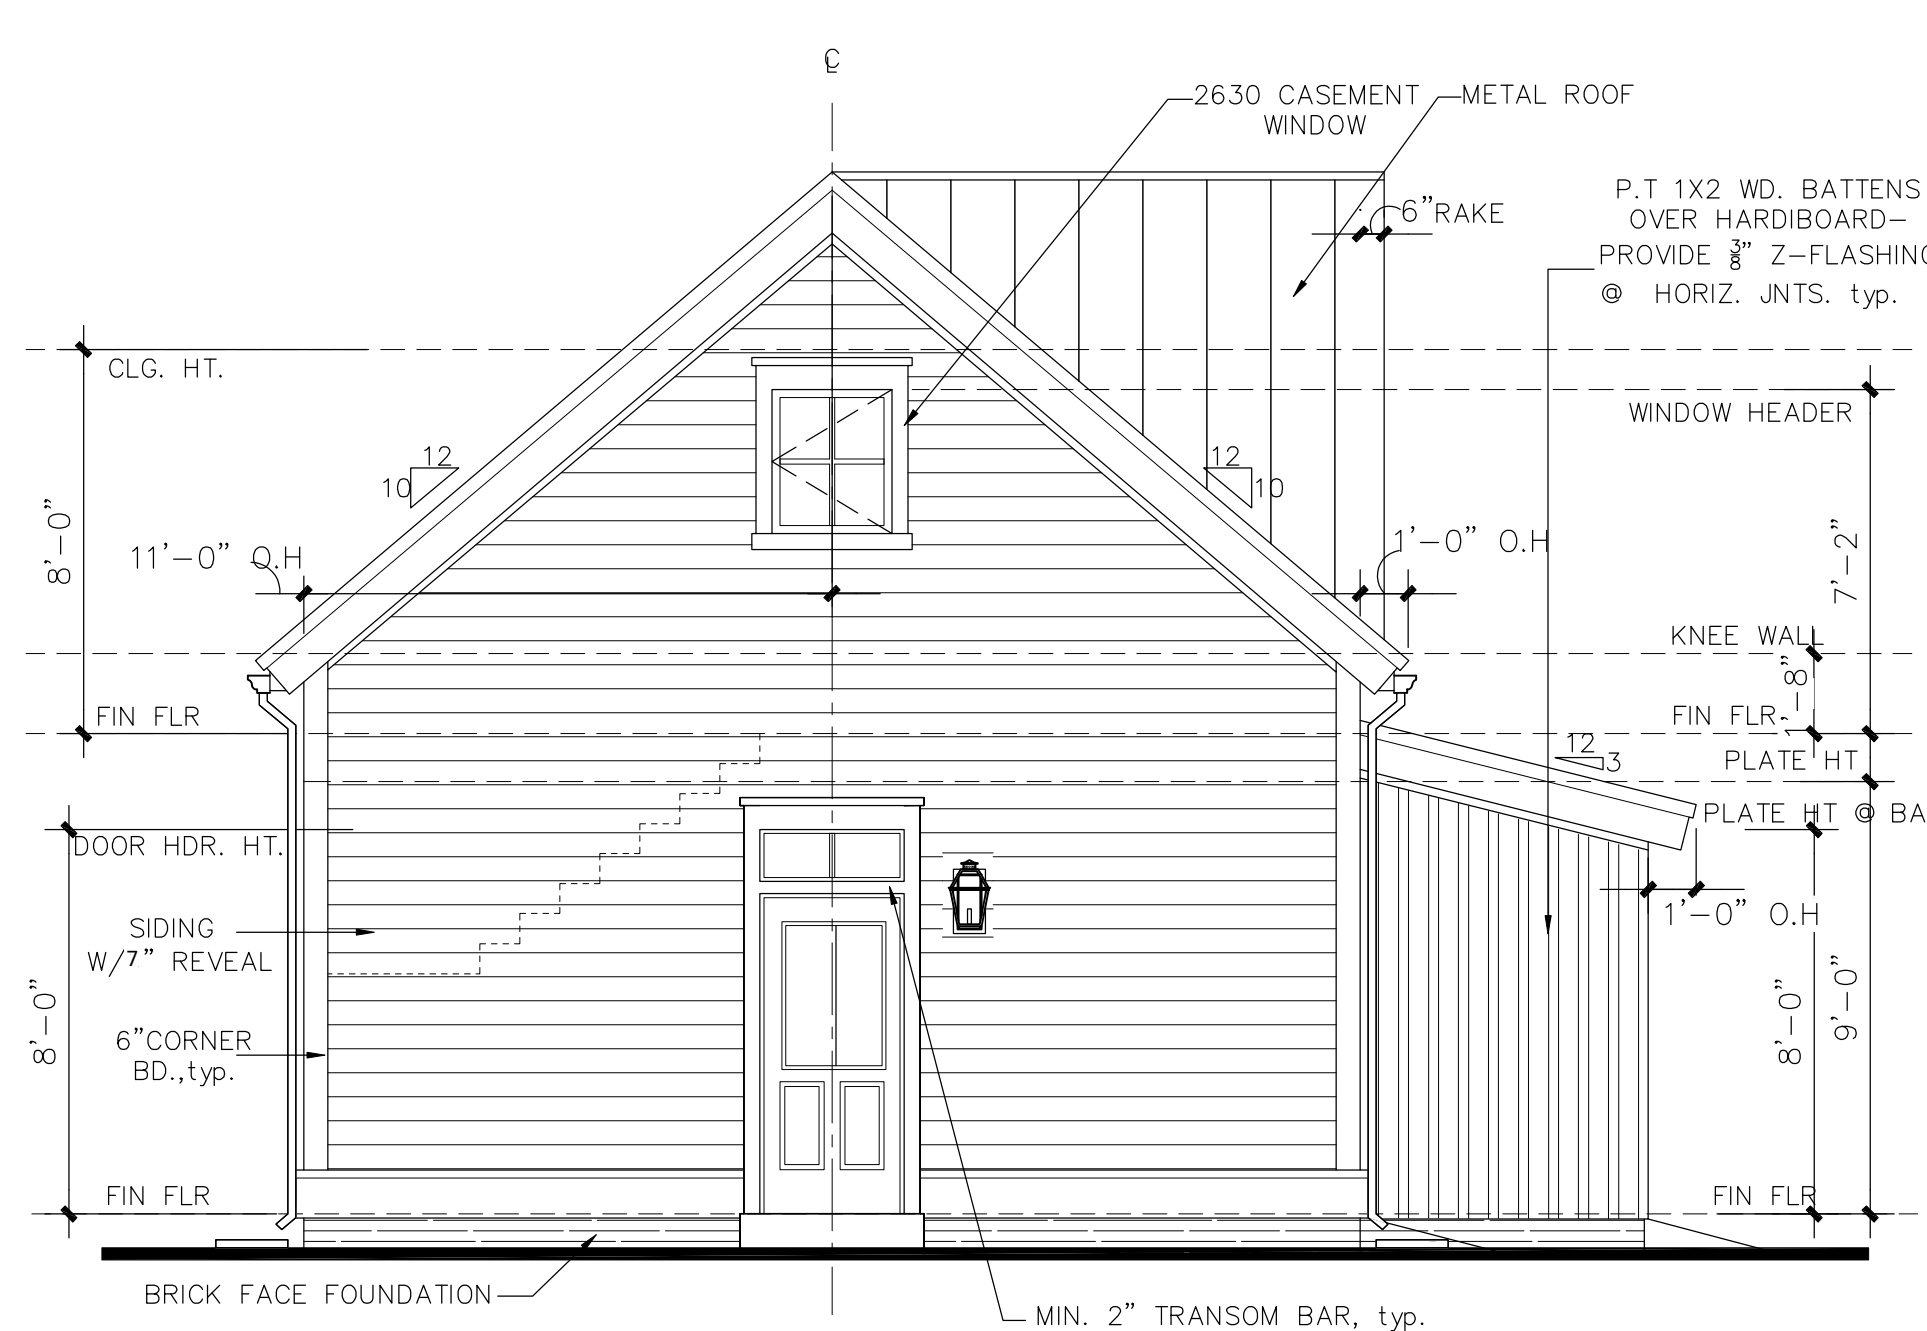 ℄
2630 CASEMENT
WINDOW
METAL ROOF
P.T 1X2 WD. BATTENS
OVER HARDIBOARD-
PROVIDE 3/8" Z-FLASHING
@ HORIZ. JNTS. typ.
6"RAKE
CLG. HT.
WINDOW HEADER
12
10
12
10
8'-0"
11'-0" O.H
1'-0" O.H
7'-2"
KNEE WALL
1'-8"
FIN FLR
FIN FLR.
12
3
PLATE HT
PLATE HT @ BA
DOOR HDR. HT.
1'-0" O.H
SIDING
W/7" REVEAL
8'-0"
6"CORNER
BD.,typ.
8'-0"
9'-0"
FIN FLR
FIN FLR
BRICK FACE FOUNDATION
MIN. 2" TRANSOM BAR, typ.